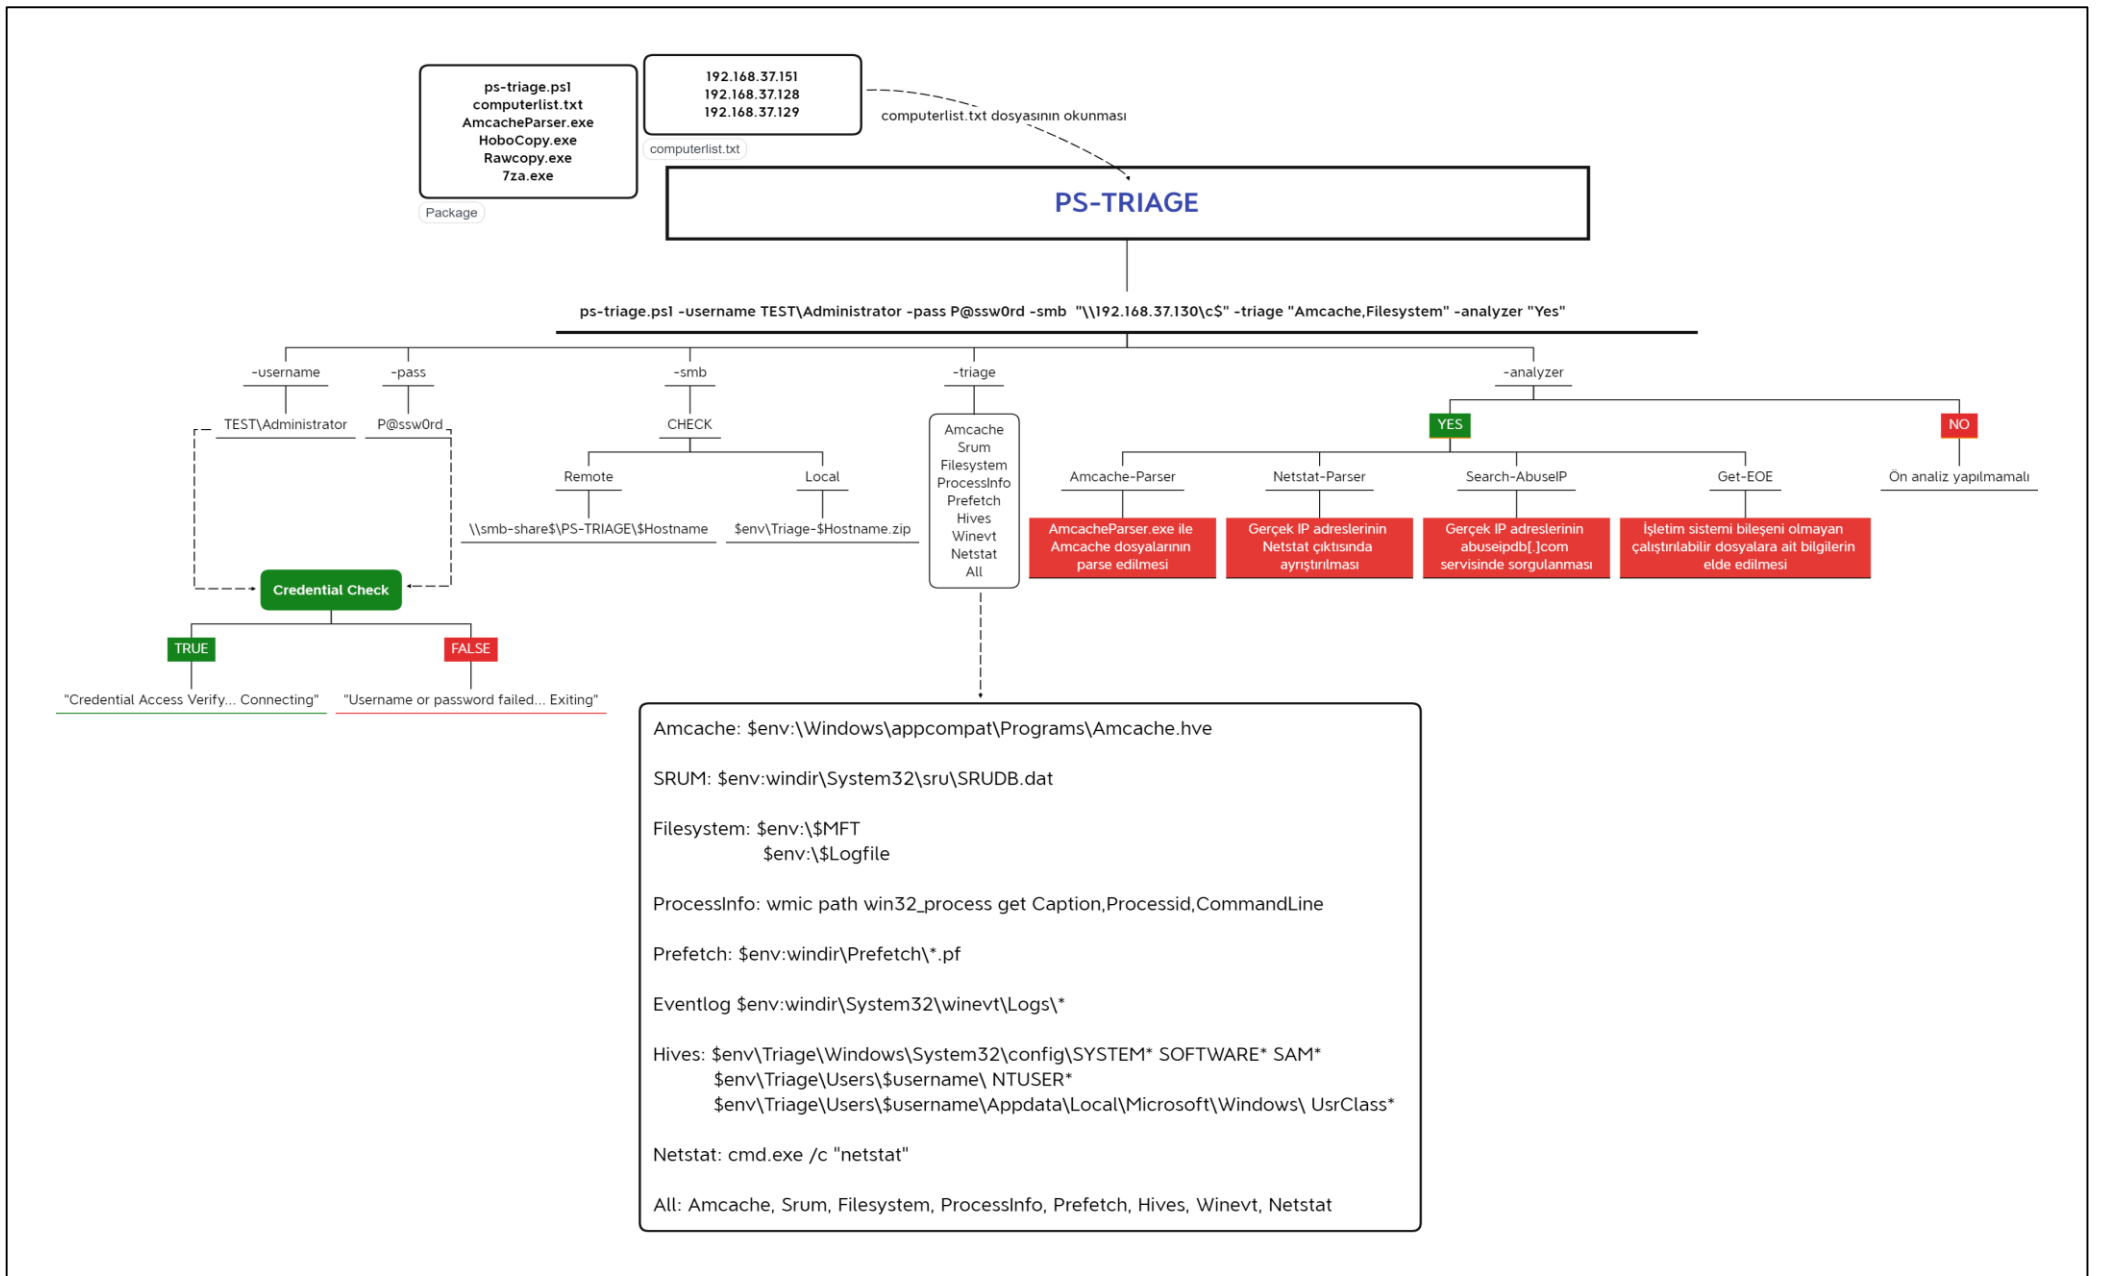 ps-triage.ps1
computerlist.txt
AmcacheParser.exe
HoboCopy.exe
Rawcopy.exe
7za.exe
Package
192.168.37.151
192.168.37.128
192.168.37.129
computerlist.txt
computerlist.txt dosyasının okunması
PS-TRIAGE
ps-triage.ps1 -username TEST\Administrator -pass P@ssw0rd -smb "\\192.168.37.130\c$" -triage "Amcache,Filesystem" -analyzer "Yes"
-username
TEST\Administrator
-pass
P@ssw0rd
Credential Check
TRUE
"Credential Access Verify... Connecting"
FALSE
"Username or password failed... Exiting"
-smb
CHECK
Remote
\\smb-share$\PS-TRIAGE\$Hostname
Local
$env\Triage-$Hostname.zip
-triage
Amcache
Srum
Filesystem
ProcessInfo
Prefetch
Hives
Winevt
Netstat
All
-analyzer
YES
Amcache-Parser
AmcacheParser.exe ile
Amcache dosyalarının
parse edilmesi
Netstat-Parser
Gerçek IP adreslerinin
Netstat çıktısında
ayrıştırılması
Search-AbuseIP
Gerçek IP adreslerinin
abuseipdb[.]com
servisinde sorgulanması
Get-EOE
İşletim sistemi bileşeni olmayan
çalıştırılabilir dosyalara ait bilgilerin
elde edilmesi
NO
Ön analiz yapılmamalı
Amcache: $env:\Windows\appcompat\Programs\Amcache.hve
SRUM: $env:windir\System32\sru\SRUDB.dat
Filesystem: $env:\$MFT
$env:\$Logfile
ProcessInfo: wmic path win32_process get Caption,Processid,CommandLine
Prefetch: $env:windir\Prefetch\*.pf
Eventlog $env:windir\System32\winevt\Logs\*
Hives: $env\Triage\Windows\System32\config\SYSTEM* SOFTWARE* SAM*
$env\Triage\Users\$username\ NTUSER*
$env\Triage\Users\$username\Appdata\Local\Microsoft\Windows\ UsrClass*
Netstat: cmd.exe /c "netstat"
All: Amcache, Srum, Filesystem, ProcessInfo, Prefetch, Hives, Winevt, Netstat